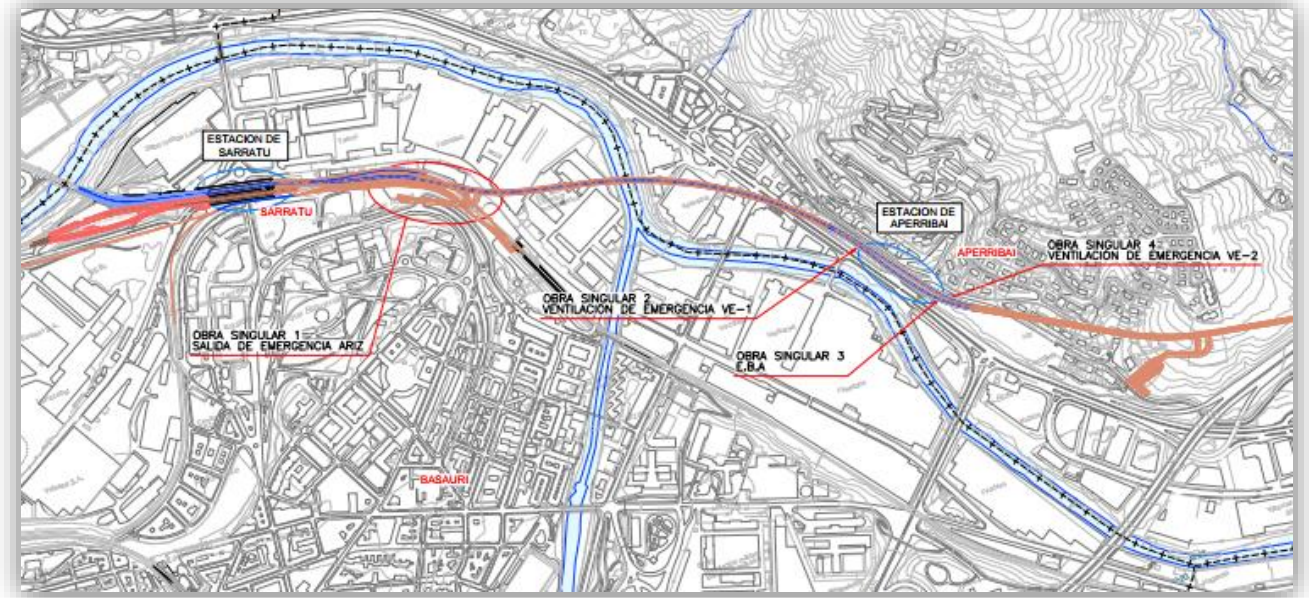 ESTACION DE
SARRATU
SARRATU
ESTACION DE
APERRIBAI
APERRIBAI
OBRA SINGULAR 4
VENTILACION DE EMERGENCIA VE-2
OBRA SINGULAR 2
VENTILACION DE EMERGENCIA VE-1
OBRA SINGULAR 1
SALIDA DE EMERGENCIA ARIZ
OBRA SINGULAR 3
E.B.A
BASAURI